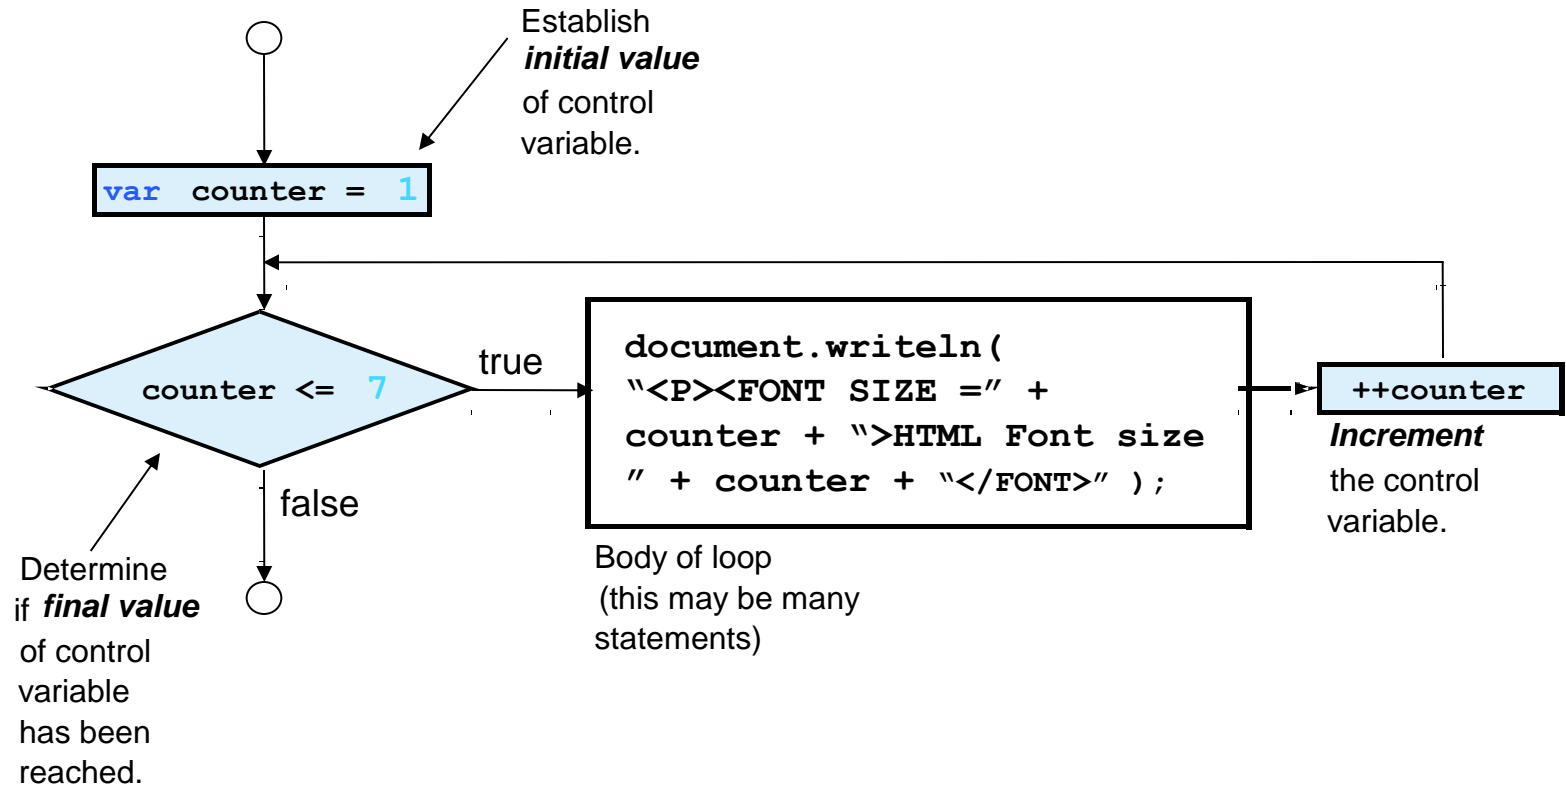 Establish
initial value
of control
variable.
var counter = 1
counter <= 7
true
false
document.writeln(
“<P><FONT SIZE =” +
counter + “>HTML Font size
” + counter + “</FONT>” );
++counter
Increment
the control
variable.
Body of loop
(this may be many
statements)
Determine
if final value
of control
variable
has been
reached.